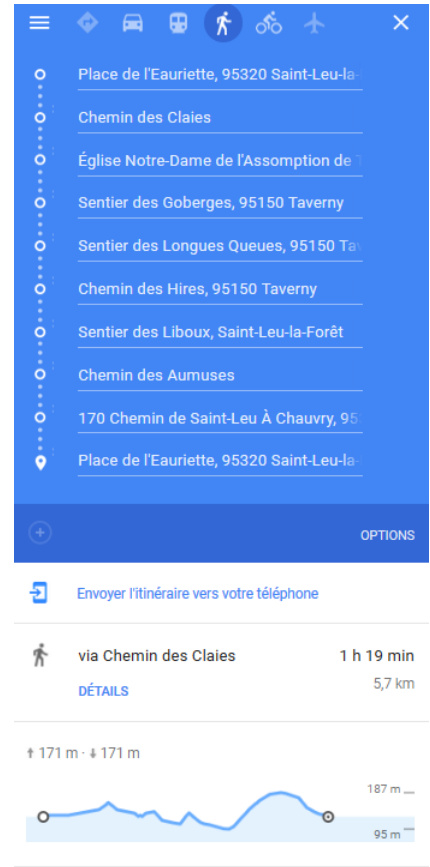 Place de l'Eauriette, 95320 Saint-Leu-la-
Chemin des Claies
Église Notre-Dame de l'Assomption de
Sentier des Goberges, 95150 Taverny
Sentier des Longues Queues, 95150 Tav
Chemin des Hires, 95150 Taverny
Sentier des Liboux, Saint-Leu-la-Forêt
Chemin des Aumuses
170 Chemin de Saint-Leu À Chauvry, 95
Place de l'Eauriette, 95320 Saint-Leu-la-
OPTIONS
Envoyer l'itinéraire vers votre téléphone
via Chemin des Claies 1 h 19 min
DÉTAILS 5,7 km
↑ 171 m · ↓ 171 m
187 m
95 m